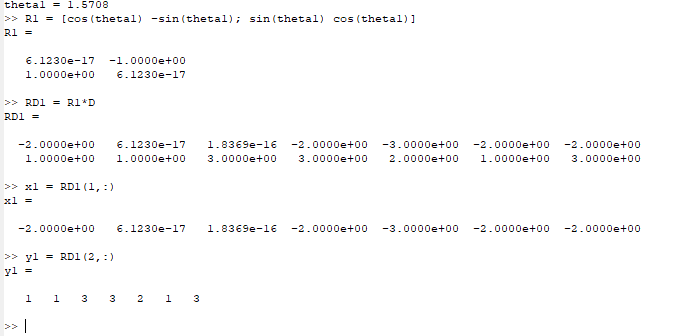 theta1 = 1.5708
>> R1 = [cos(theta1) -sin(theta1); sin(theta1) cos(theta1)]
R1 =
6.1230e-17 -1.0000e+00
1.0000e+00 6.1230e-17
>> RD1 = R1*D
RD1 =
-2.0000e+00 6.1230e-17 1.8369e-16 -2.0000e+00 -3.0000e+00 -2.0000e+00 -2.0000e+00
1.0000e+00 1.0000e+00 3.0000e+00 3.0000e+00 2.0000e+00 1.0000e+00 3.0000e+00
>> x1 = RD1(1,:)
x1 =
-2.0000e+00 6.1230e-17 1.8369e-16 -2.0000e+00 -3.0000e+00 -2.0000e+00 -2.0000e+00
>> y1 = RD1(2,:)
y1 =
1 1 3 3 2 1 3
>>